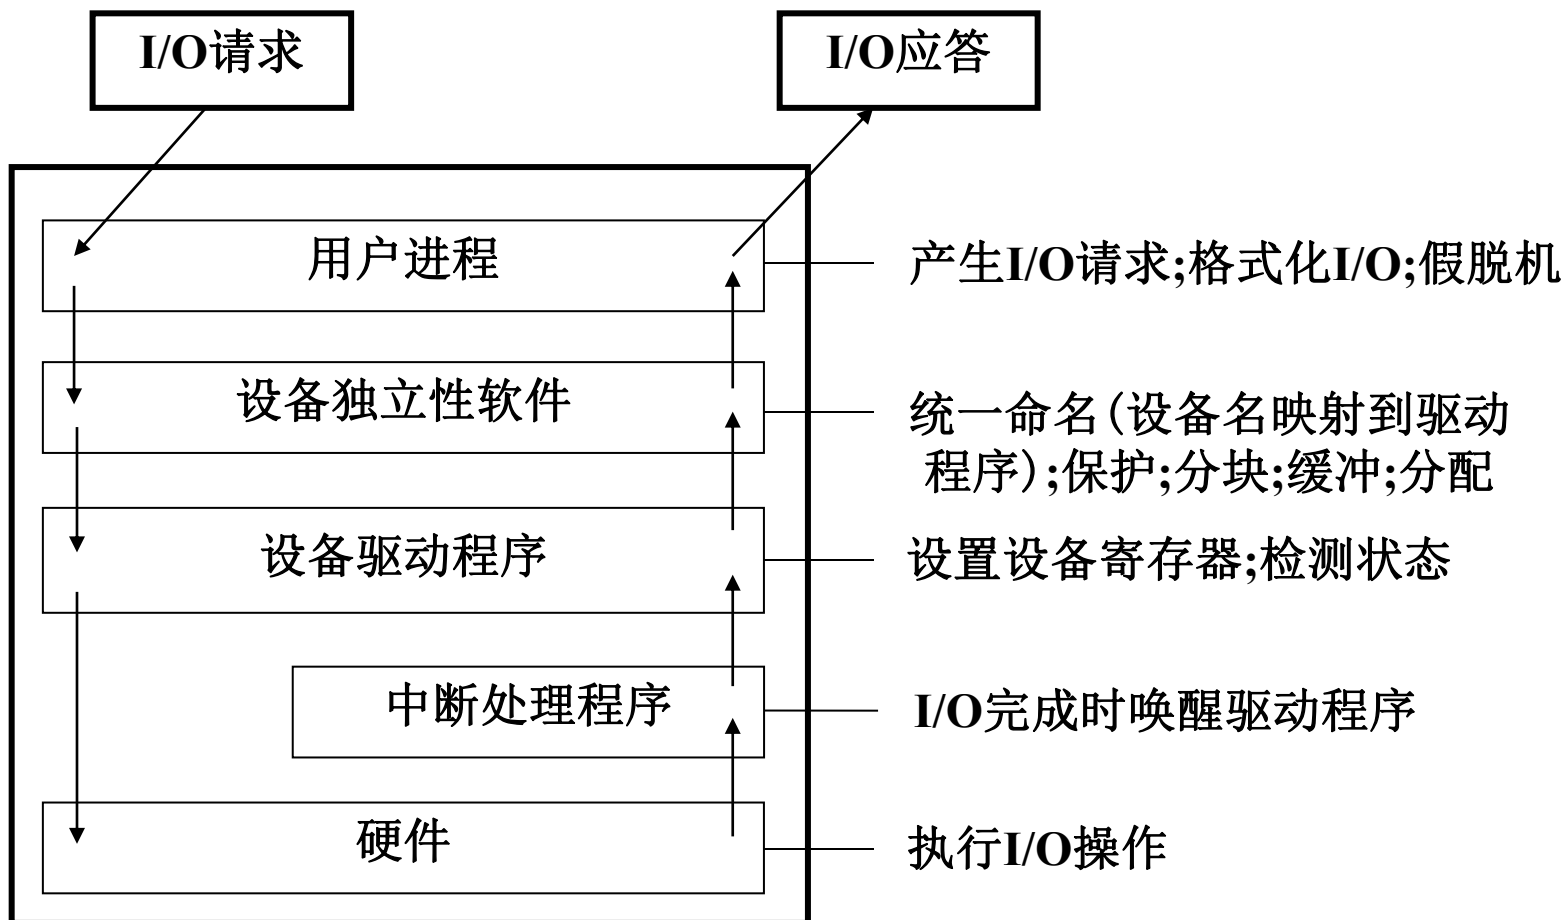 I/O请求
I/O应答
用户进程
产生I/O请求;格式化I/O;假脱机
设备独立性软件
统一命名(设备名映射到驱动
程序);保护;分块;缓冲;分配
设备驱动程序
设置设备寄存器;检测状态
中断处理程序
I/O完成时唤醒驱动程序
硬件
执行I/O操作